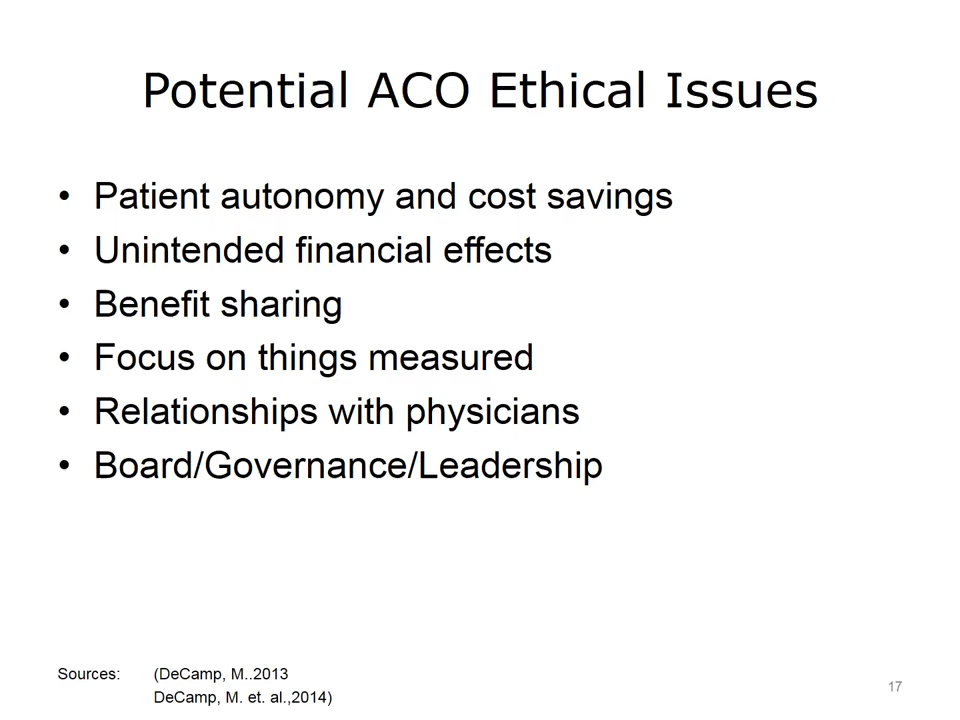 Potential ACO Ethical Issues
• Patient autonomy and cost savings
• Unintended financial effects
• Benefit sharing
• Focus on things measured
• Relationships with physicians
• Board/Governance/Leadership
Sources: (DeCamp, M..2013
DeCamp, M. et. al.,2014)
17